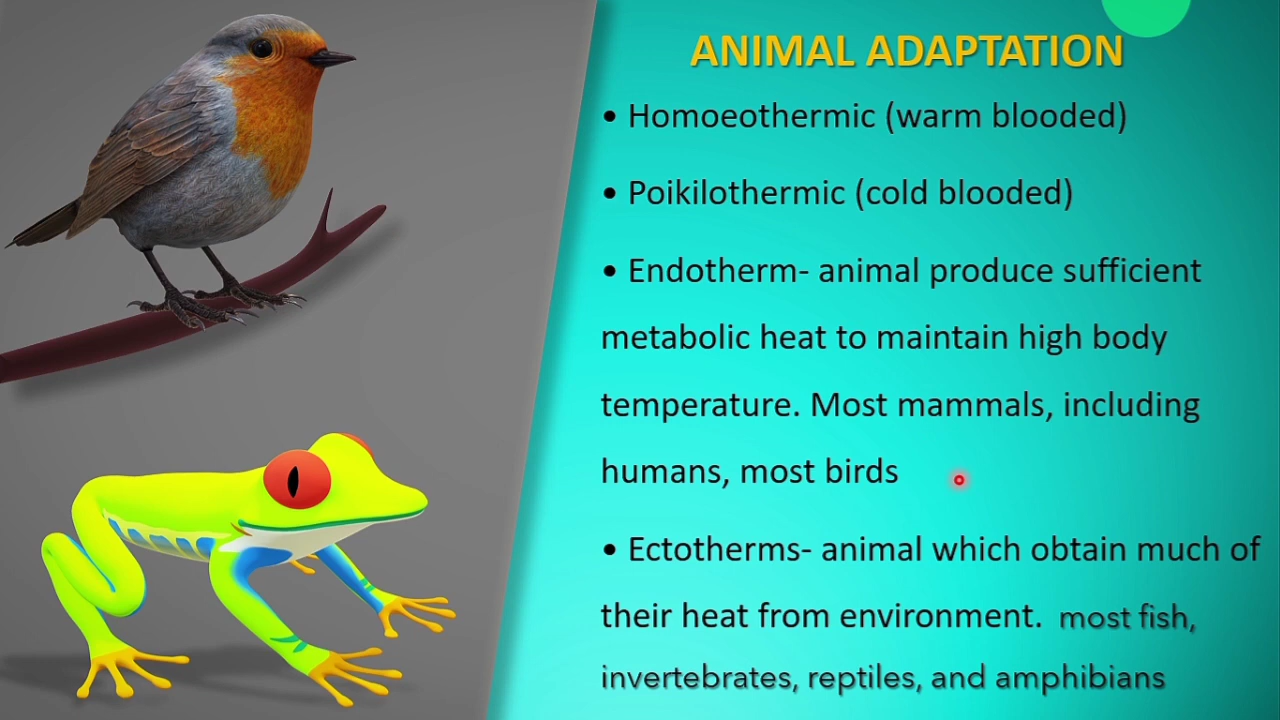 ANIMAL ADAPTATION
• Homoeothermic (warm blooded)
• Poikilothermic (cold blooded)
• Endotherm- animal produce sufficient
metabolic heat to maintain high body
temperature. Most mammals, including
humans, most birds
• Ectotherms- animal which obtain much of
their heat from environment. most fish,
invertebrates, reptiles, and amphibians